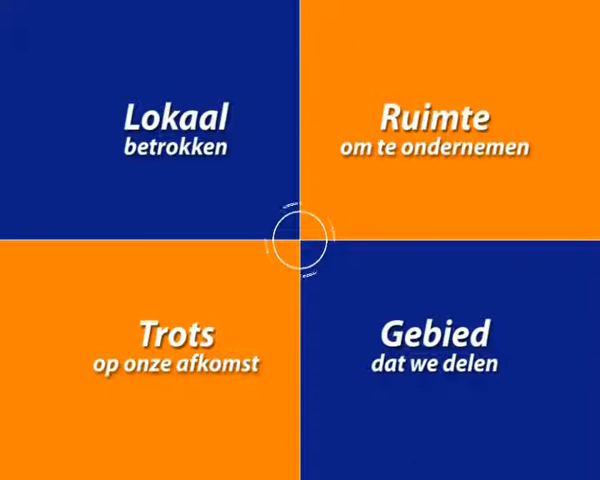 Lokaal
betrokken
Ruimte
om te ondernemen
Trots
op onze afkomst
Gebied
dat we delen